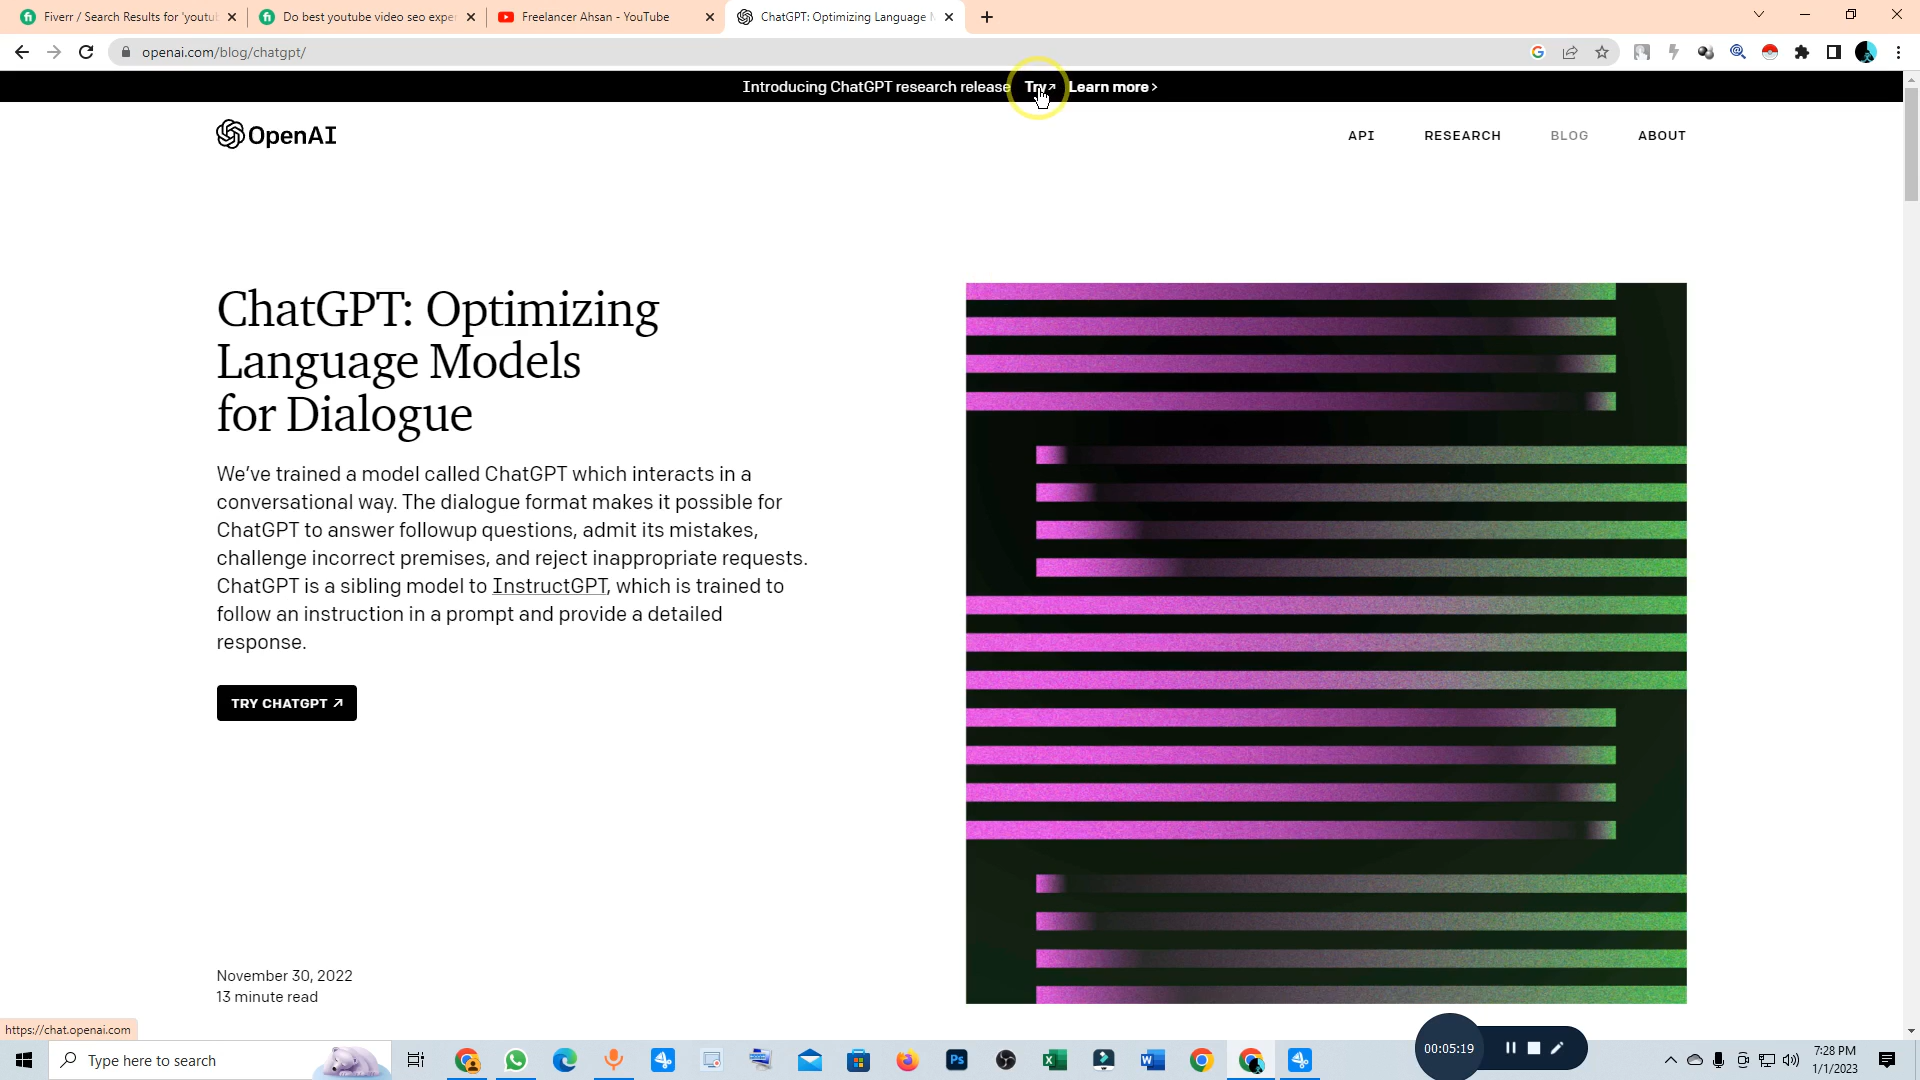 Fiverr / Search Results for 'youtu
Do best youtube video seo expe
Freelancer Ahsan - YouTube
ChatGPT: Optimizing Language M
openai.com/blog/chatgpt/
Introducing ChatGPT research release Try↗ Learn more >
OpenAI
API RESEARCH BLOG ABOUT
ChatGPT: Optimizing
Language Models
for Dialogue
We’ve trained a model called ChatGPT which interacts in a
conversational way. The dialogue format makes it possible for
ChatGPT to answer followup questions, admit its mistakes,
challenge incorrect premises, and reject inappropriate requests.
ChatGPT is a sibling model to InstructGPT, which is trained to
follow an instruction in a prompt and provide a detailed
response.
TRY CHATGPT ↗
November 30, 2022
13 minute read
https://chat.openai.com
00:05:19
Type here to search
Ps
7:28 PM
1/1/2023